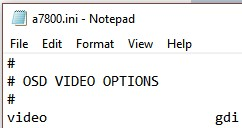 a7800.ini - Notepad
File Edit Format View Help
#
# OSD VIDEO OPTIONS
#
video gdi